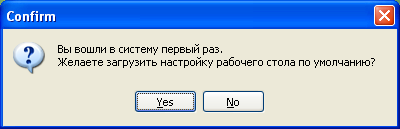 Confirm
Вы вошли в систему первый раз.
Желаете загрузить настройку рабочего стола по умолчанию?
Yes
No